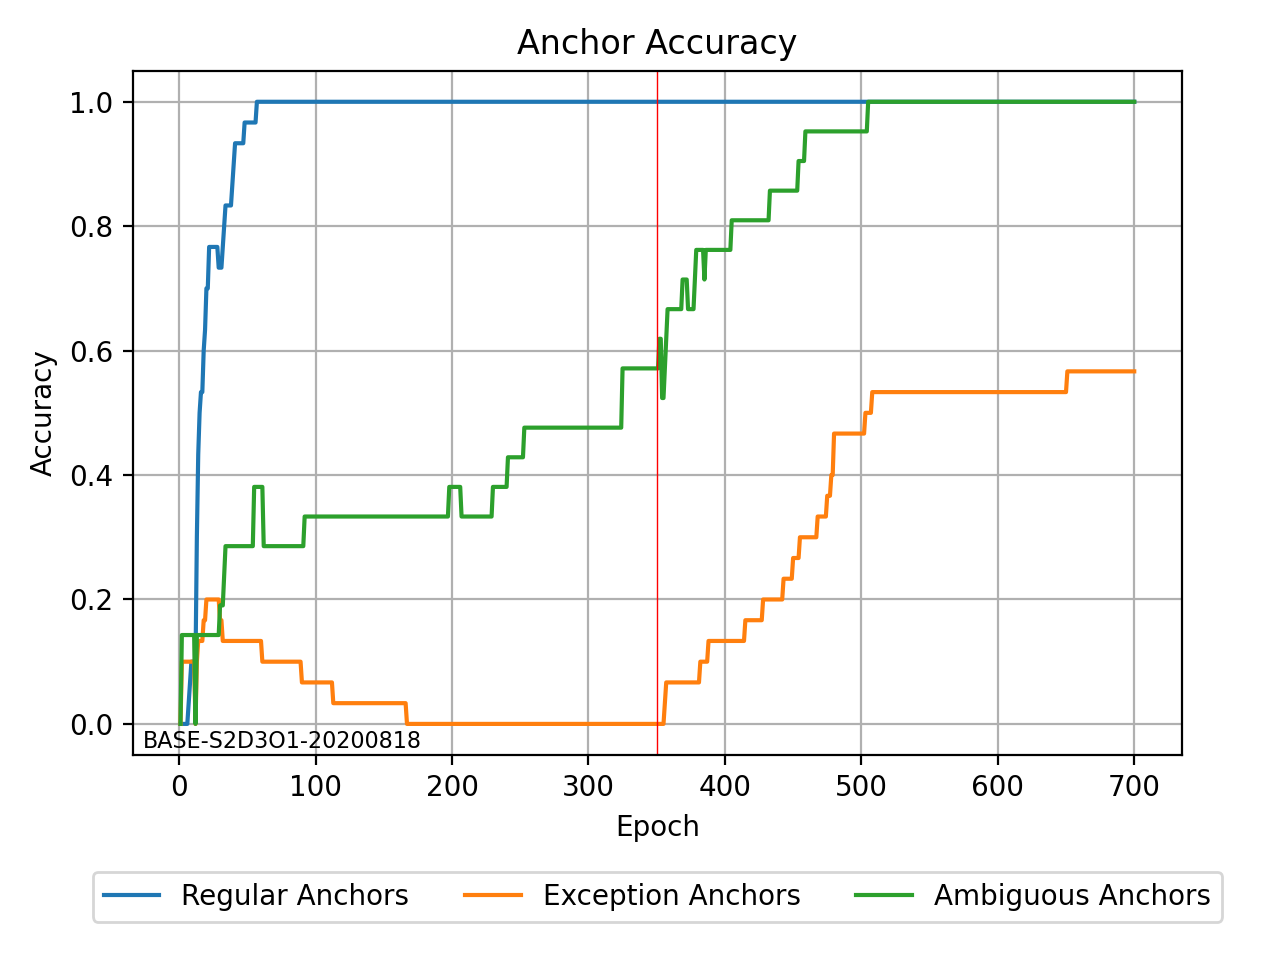 Anchor Accuracy
Accuracy
1.0
0.8
0.6
0.4
0.2
0.0
BASE-S2D3O1-20200818
0 100 200 300 400 500 600 700
Epoch
Regular Anchors Exception Anchors Ambiguous Anchors